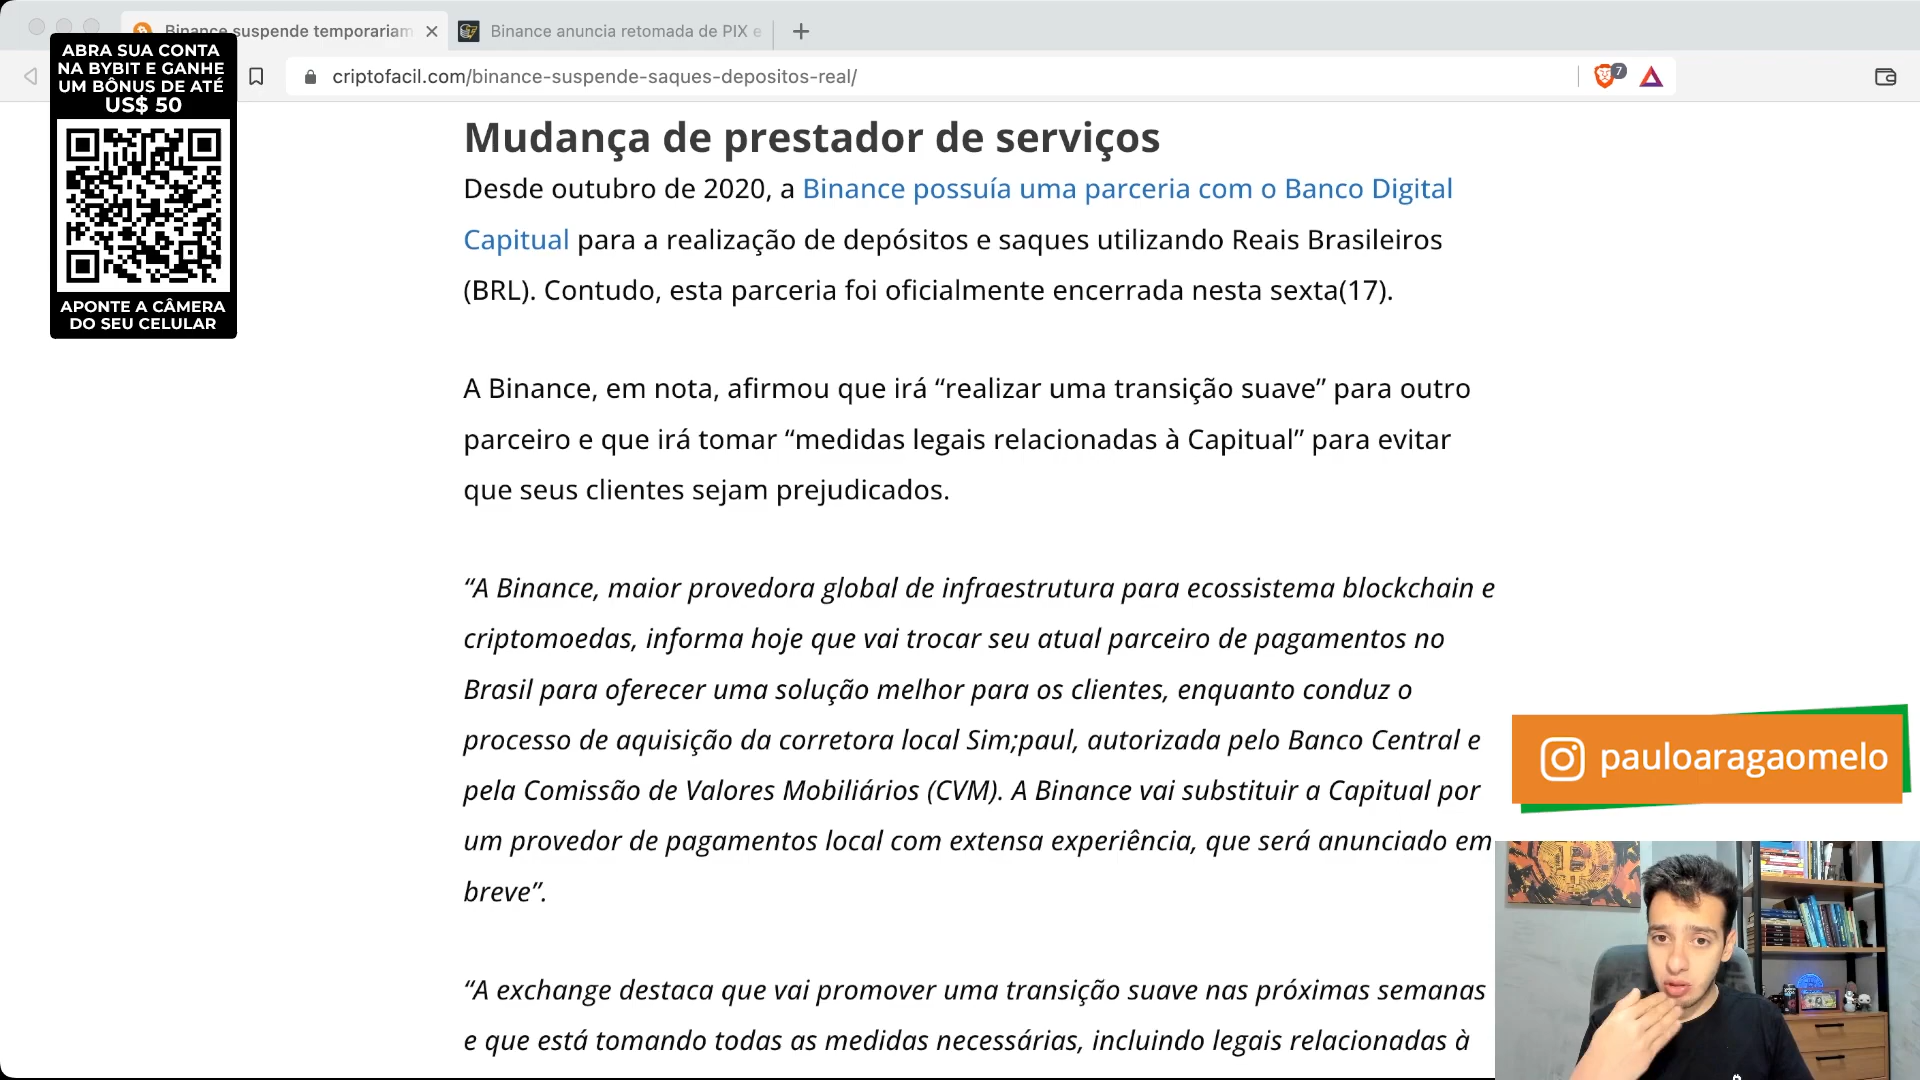 Binance suspende temporariam
Binance anuncia retomada de PIX e
criptofacil.com/binance-suspende-saques-depositos-real/
7
ABRA SUA CONTA
NA BYBIT E GANHE
UM BÔNUS DE ATÉ
US$ 50
APONTE A CÂMERA
DO SEU CELULAR
Mudança de prestador de serviços
Desde outubro de 2020, a Binance possuía uma parceria com o Banco Digital
Capitual para a realização de depósitos e saques utilizando Reais Brasileiros
(BRL). Contudo, esta parceria foi oficialmente encerrada nesta sexta(17).
A Binance, em nota, afirmou que irá “realizar uma transição suave” para outro
parceiro e que irá tomar “medidas legais relacionadas à Capitual” para evitar
que seus clientes sejam prejudicados.
“A Binance, maior provedora global de infraestrutura para ecossistema blockchain e
criptomoedas, informa hoje que vai trocar seu atual parceiro de pagamentos no
Brasil para oferecer uma solução melhor para os clientes, enquanto conduz o
processo de aquisição da corretora local Sim;paul, autorizada pelo Banco Central e
pela Comissão de Valores Mobiliários (CVM). A Binance vai substituir a Capitual por
um provedor de pagamentos local com extensa experiência, que será anunciado em
breve”.
“A exchange destaca que vai promover uma transição suave nas próximas semanas
e que está tomando todas as medidas necessárias, incluindo legais relacionadas à
pauloaragaomelo